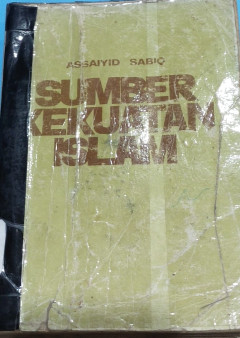 ASSAIYID SABIQ
SUMBER
KEKUATAN
ISLAM